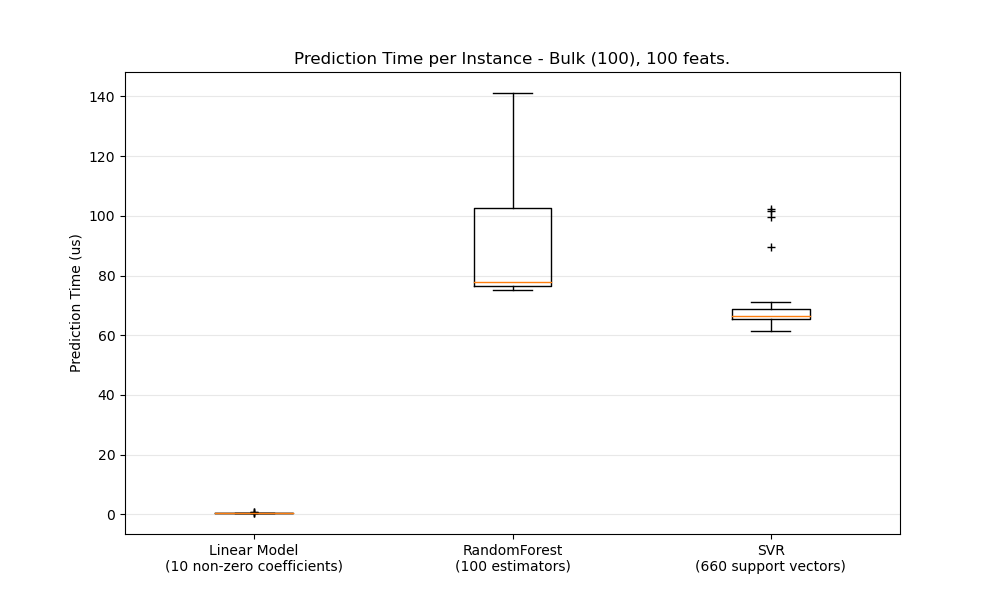 Prediction Time per Instance - Bulk (100), 100 feats.
Prediction Time (us)
140
120
100
80
60
40
20
0
Linear Model
(10 non-zero coefficients)
RandomForest
(100 estimators)
SVR
(660 support vectors)